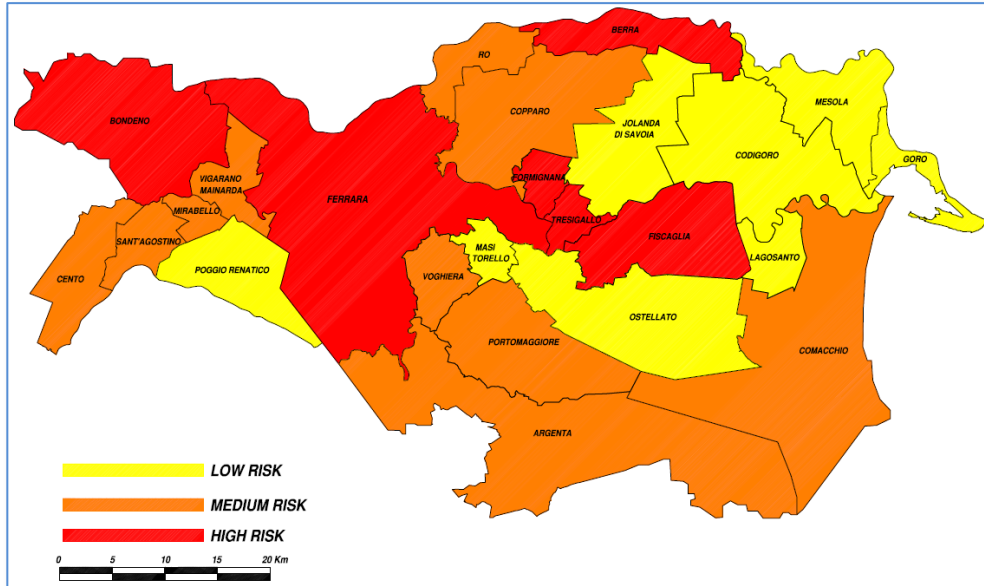 BERRA
RO
COPPARO
MESOLA
BONDENO
JOLANDA
DI SAVOIA
CODIGORO
GORO
FORMIGNANA
VIGARANO
MAINARDA
FERRARA
MIRABELLO
TRESIGALLO
FISCAGLIA
SANT'AGOSTINO
MASI
TORELLO
LAGOSANTO
CENTO
POGGIO RENATICO
VOGHIERA
OSTELLATO
PORTOMAGGIORE
COMACCHIO
ARGENTA
LOW RISK
MEDIUM RISK
HIGH RISK
0 5 10 15 20 Km